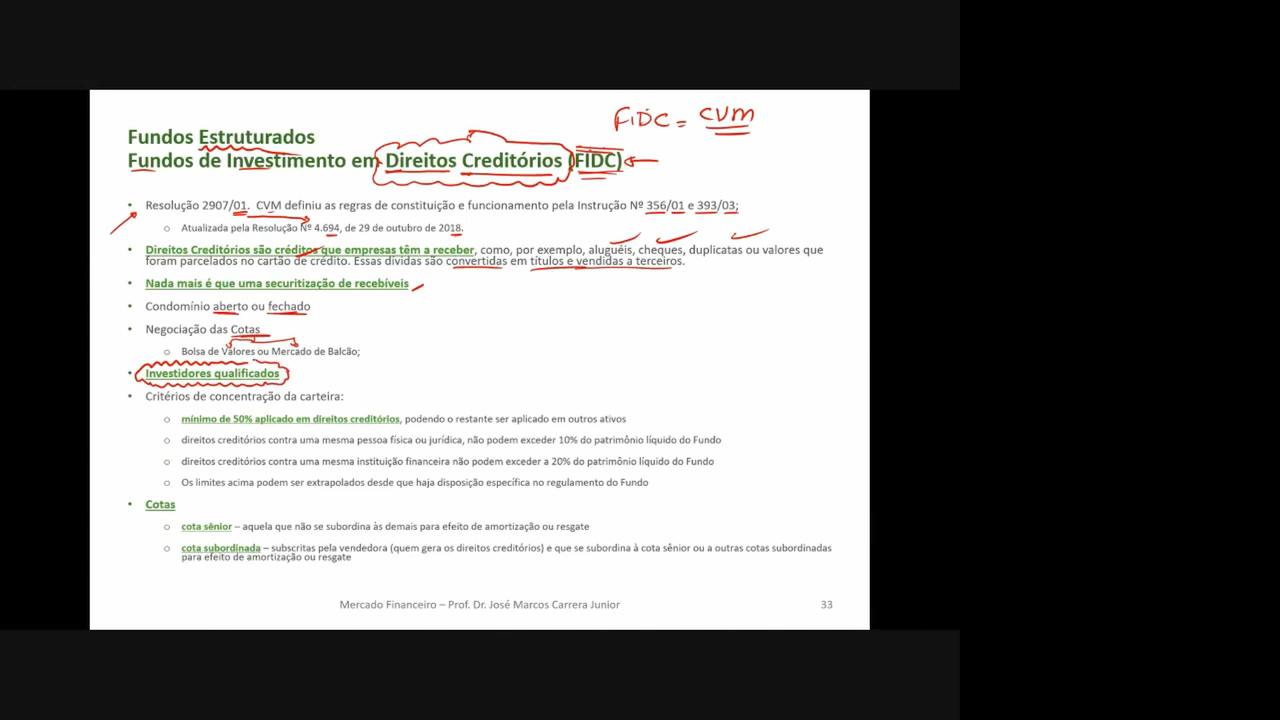 FIDC = CVM
Fundos Estruturados
Fundos de Investimento em Direitos Creditórios (FIDC)
• Resolução 2907/01. CVM definiu as regras de constituição e funcionamento pela Instrução Nº 356/01 e 393/03;
o Atualizada pela Resolução Nº 4.694, de 29 de outubro de 2018.
• Direitos Creditórios são créditos que empresas têm a receber, como, por exemplo, aluguéis, cheques, duplicatas ou valores que
foram parcelados no cartão de crédito. Essas dívidas são convertidas em títulos e vendidas a terceiros.
• Nada mais é que uma securitização de recebíveis
• Condomínio aberto ou fechado
• Negociação das Cotas
o Bolsa de Valores ou Mercado de Balcão;
• Investidores qualificados
• Critérios de concentração da carteira:
o mínimo de 50% aplicado em direitos creditórios, podendo o restante ser aplicado em outros ativos
o direitos creditórios contra uma mesma pessoa física ou jurídica, não podem exceder 10% do patrimônio líquido do Fundo
o direitos creditórios contra uma mesma instituição financeira não podem exceder a 20% do patrimônio líquido do Fundo
o Os limites acima podem ser extrapolados desde que haja disposição específica no regulamento do Fundo
• Cotas
o cota sênior – aquela que não se subordina às demais para efeito de amortização ou resgate
o cota subordinada – subscritas pela vendedora (quem gera os direitos creditórios) e que se subordina à cota sênior ou a outras cotas subordinadas
para efeito de amortização ou resgate
Mercado Financeiro – Prof. Dr. José Marcos Carrera Junior 33